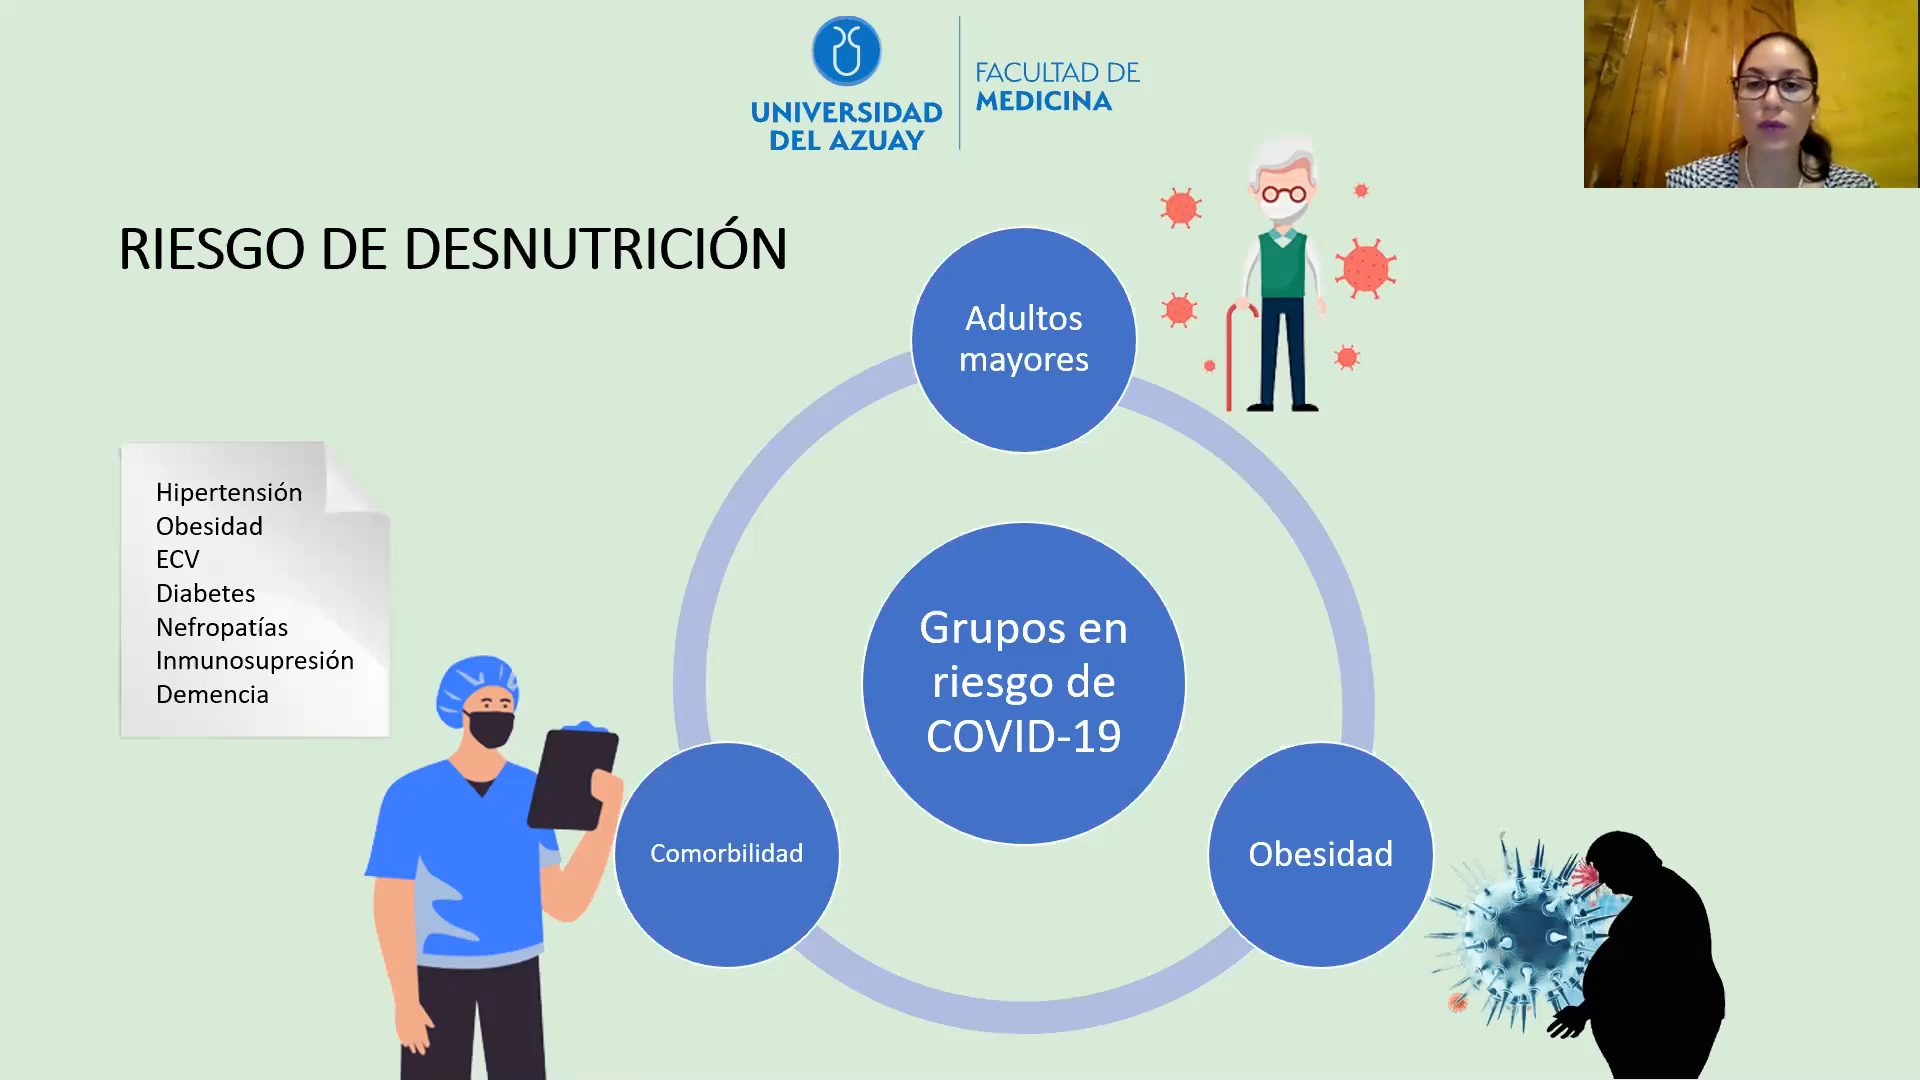 UNIVERSIDAD
DEL AZUAY
FACULTAD DE
MEDICINA
RIESGO DE DESNUTRICIÓN
Adultos
mayores
Hipertensión
Obesidad
ECV
Diabetes
Nefropatías
Inmunosupresión
Demencia
Grupos en
riesgo de
COVID-19
Comorbilidad
Obesidad